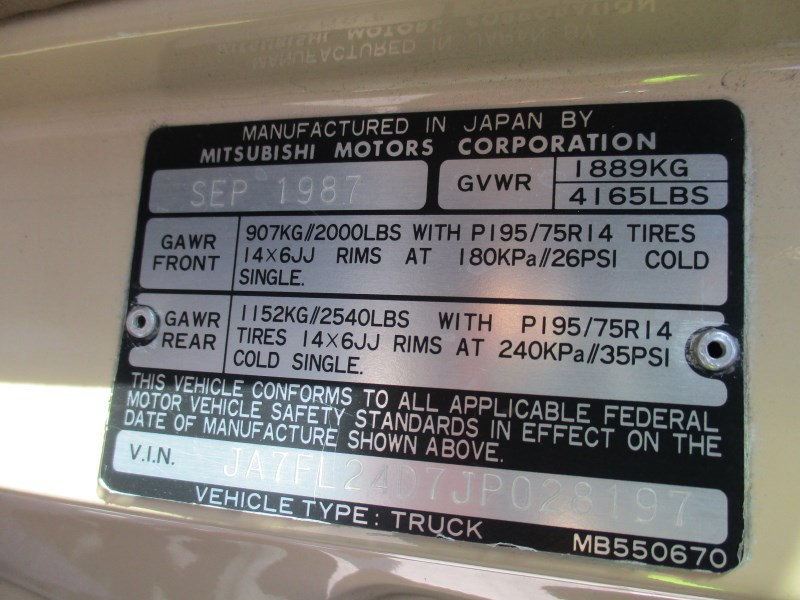 MANUFACTURED IN JAPAN BY
MITSUBISHI MOTORS CORPORATION
SEP 1987
GVWR
1889KG
4165LBS
GAWR FRONT
907KG//2000LBS WITH P195/75R14 TIRES
14×6JJ RIMS AT 180KPa//26PSI COLD
SINGLE.
GAWR REAR
1152KG//2540LBS WITH P195/75R14
TIRES 14×6JJ RIMS AT 240KPa//35PSI
COLD SINGLE.
THIS VEHICLE CONFORMS TO ALL APPLICABLE FEDERAL
MOTOR VEHICLE SAFETY STANDARDS IN EFFECT ON THE
DATE OF MANUFACTURE SHOWN ABOVE.
V.I.N. JA7FL24D7JP028197
VEHICLE TYPE: TRUCK
MB550670